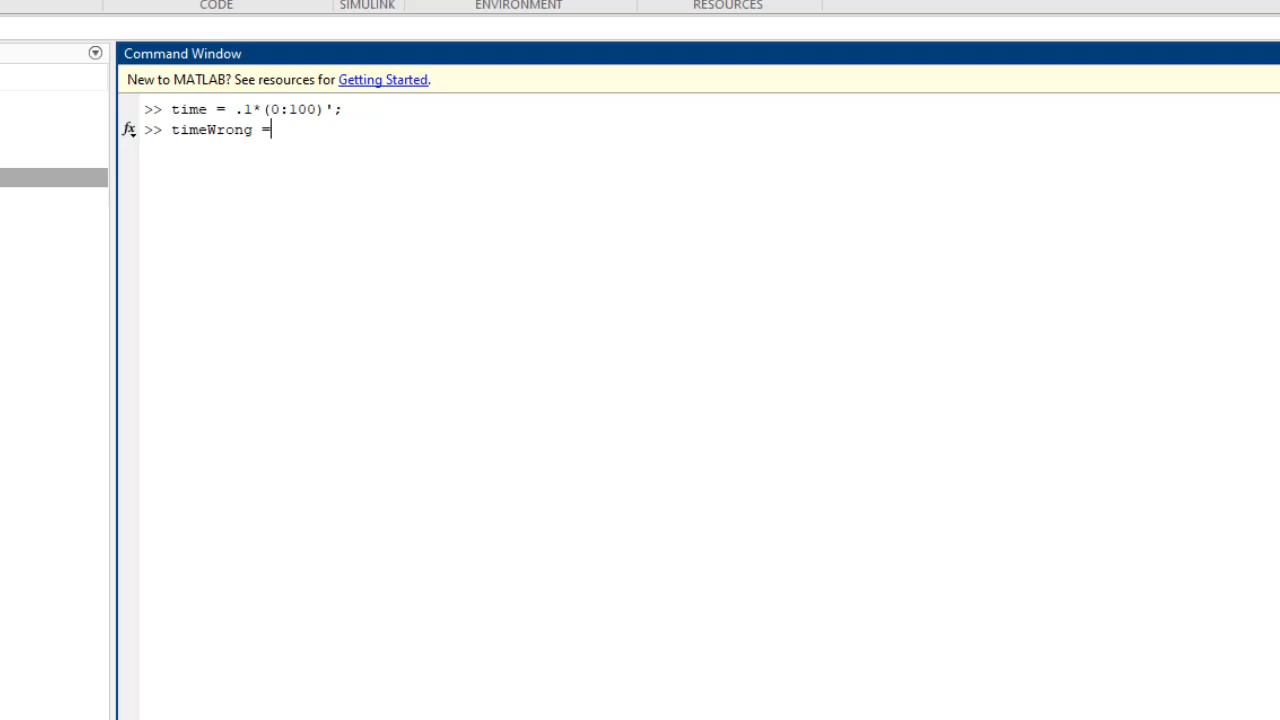 CODE SIMULINK ENVIRONMENT RESOURCES
Command Window
New to MATLAB? See resources for Getting Started.
>> time = .1*(0:100)';
fx >> timeWrong =